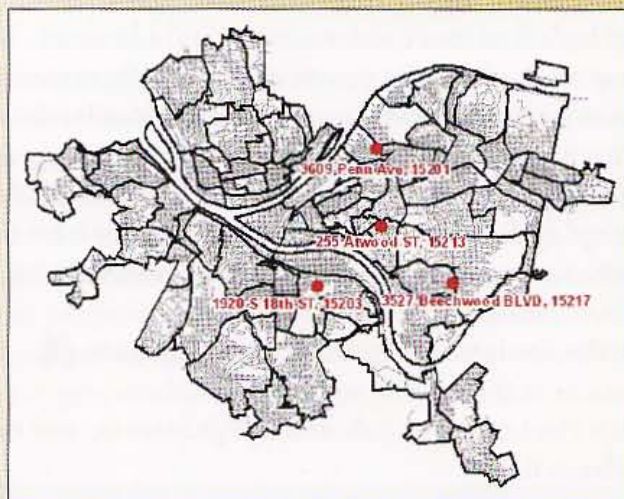 3609 Penn Ave, 15201
255 Atwood ST, 15213
1920 S 18th ST, 15203
3527 Beechwood BLVD, 15217